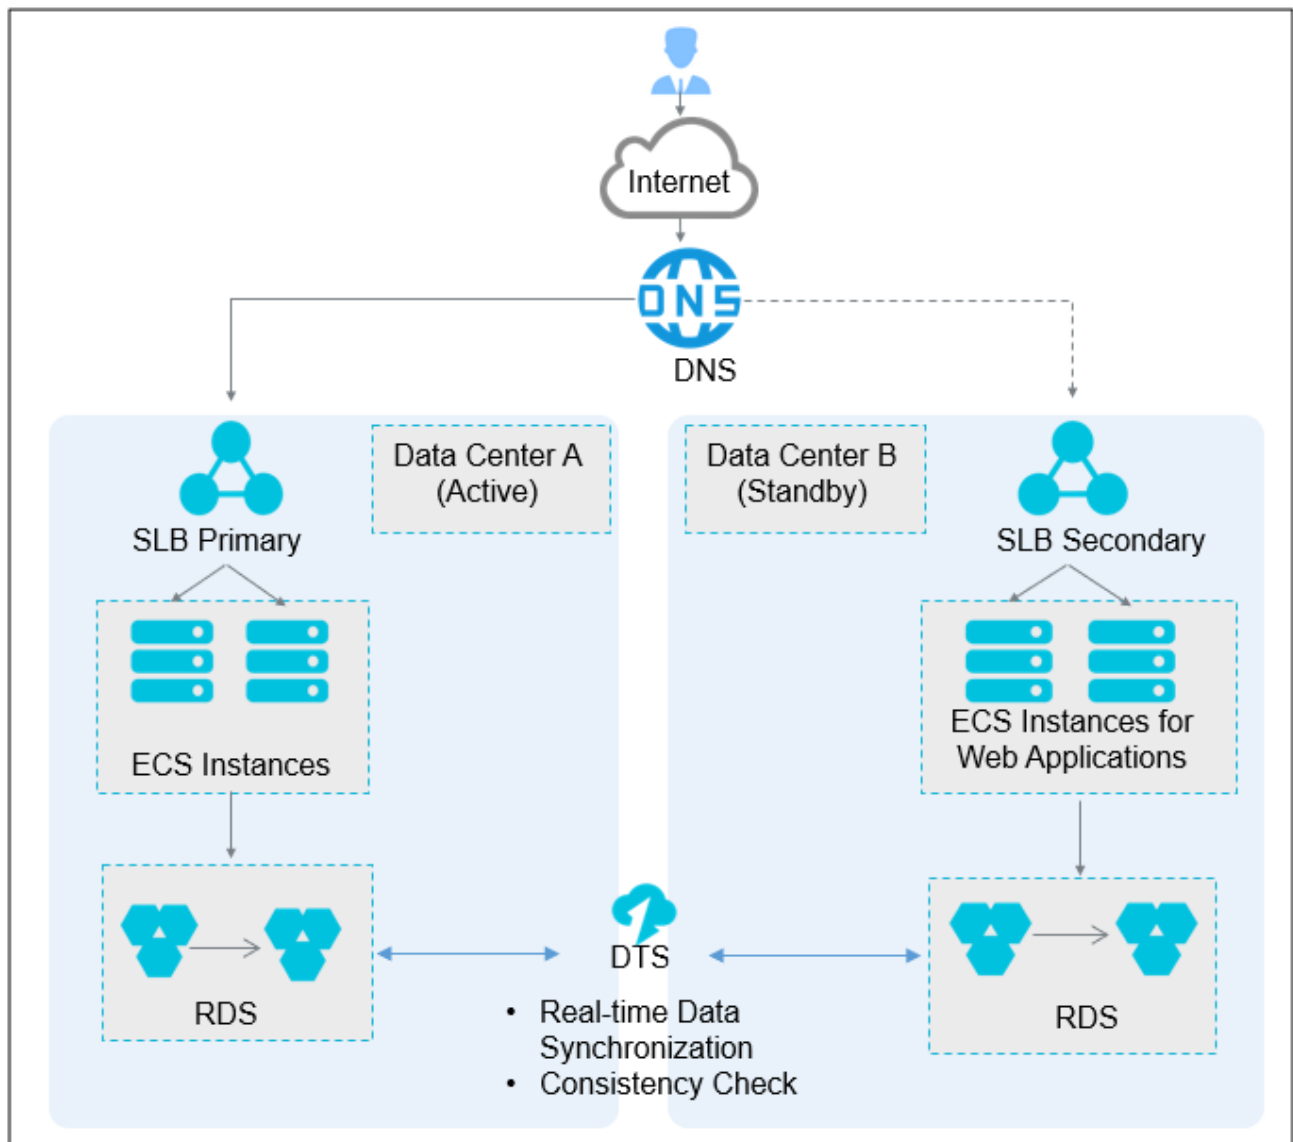 Internet
DNS
DNS
Data Center A
(Active)
Data Center B
(Standby)
SLB Primary
SLB Secondary
ECS Instances
ECS Instances for
Web Applications
RDS
DTS
RDS
• Real-time Data
Synchronization
• Consistency Check